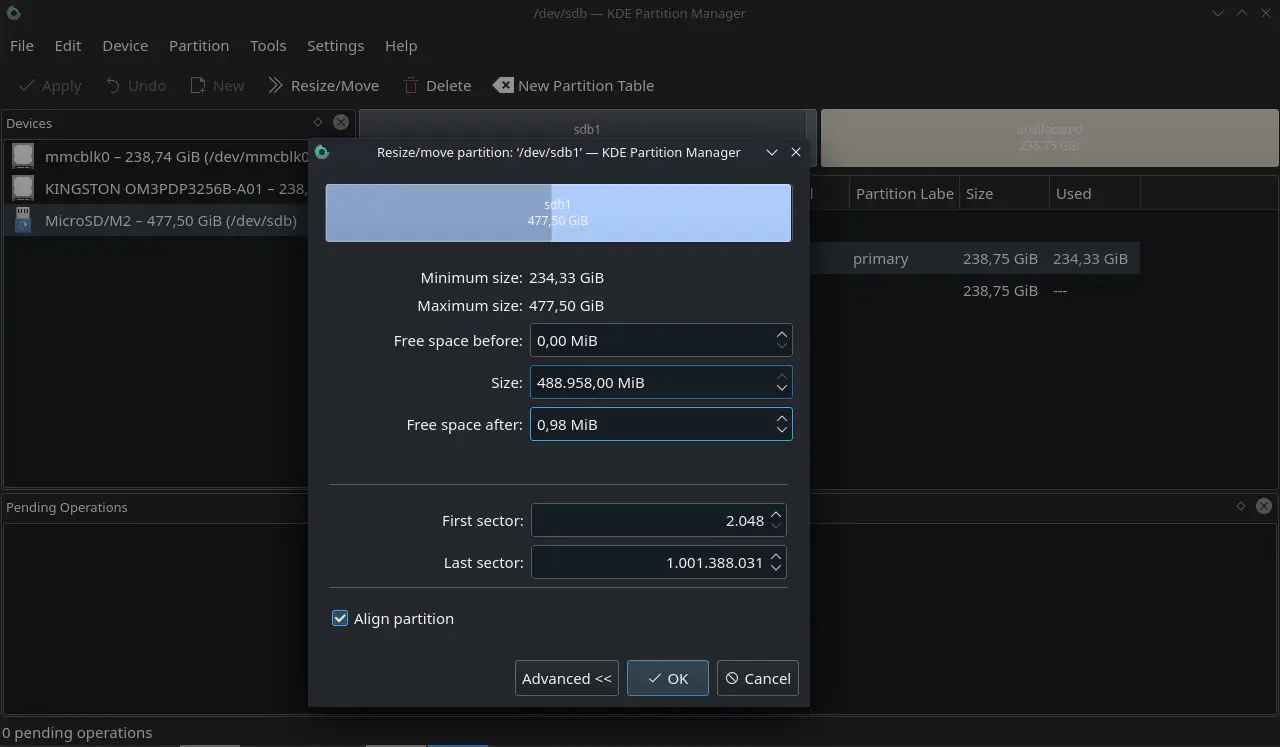 /dev/sdb — KDE Partition Manager
File Edit Device Partition Tools Settings Help
Apply Undo New Resize/Move Delete New Partition Table
Devices
sdb1
unallocated
238,75 GiB
mmcblk0 – 238,74 GiB (/dev/mmcblk0
KINGSTON OM3PDP3256B-A01 – 238,
MicroSD/M2 – 477,50 GiB (/dev/sdb)
Partition Labe Size Used
primary 238,75 GiB 234,33 GiB
238,75 GiB ---
Resize/move partition: ‘/dev/sdb1’ — KDE Partition Manager
sdb1
477,50 GiB
Minimum size: 234,33 GiB
Maximum size: 477,50 GiB
Free space before: 0,00 MiB
Size: 488.958,00 MiB
Free space after: 0,98 MiB
First sector: 2.048
Last sector: 1.001.388.031
Align partition
Advanced << OK Cancel
Pending Operations
0 pending operations